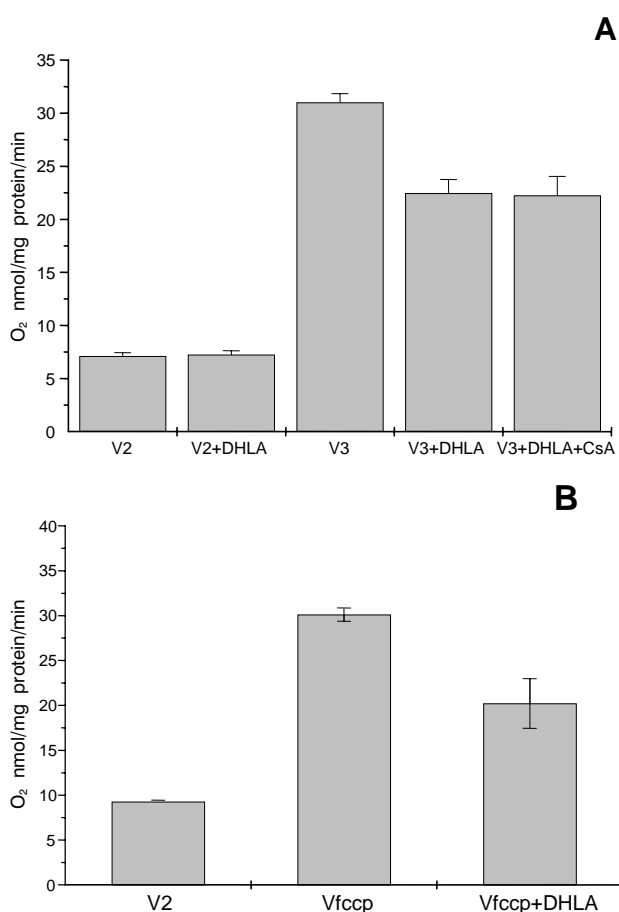 A
35
30
25
20
15
10
5
0
O₂ nmol/mg protein/min
V2 V2+DHLA V3 V3+DHLA V3+DHLA+CsA
B
40
35
30
25
20
15
10
5
0
O₂ nmol/mg protein/min
V2 Vfccp Vfccp+DHLA